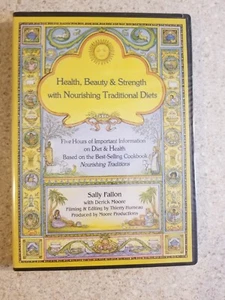 Health, Beauty & Strength
with Nourishing Traditional Diets
Five Hours of Important Information
on Diet & Health
Based on the Best-Selling Cookbook
Nourishing Traditions
Sally Fallon
with Derick Moore
Filming & Editing by Thierry Humeau
Produced by Moore Productions